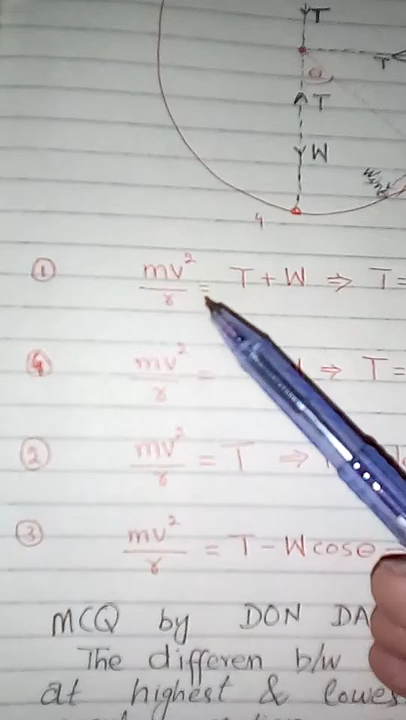 T
T
θ
T
W
4
① mv²/r = T + W ⇒ T =
④ mv²/r = ⇒ T =
② mv²/r = T ⇒
③ mv²/r = T - W cosθ
MCQ by DON DA
The differen b/w
at highest & lowes